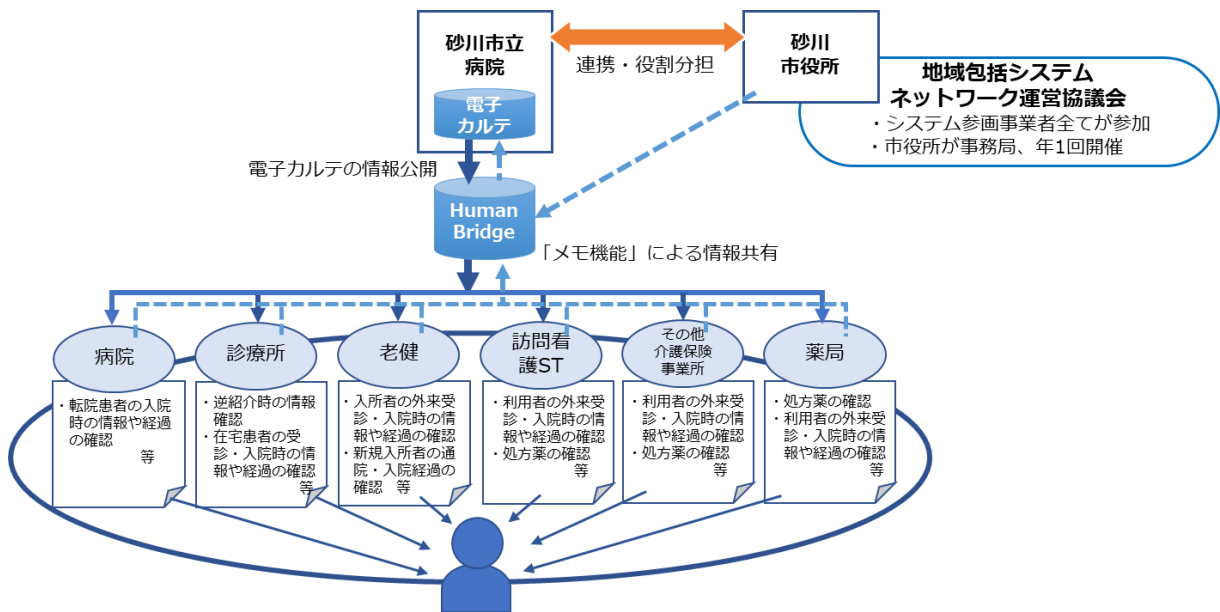 砂川市立
病院
電子
カルテ
連携・役割分担
砂川
市役所
地域包括システム
ネットワーク運営協議会
・システム参画事業者全てが参加
・市役所が事務局、年1回開催
電子カルテの情報公開
Human
Bridge
「メモ機能」による情報共有
病院
・転院患者の入院
時の情報や経過
の確認
等
診療所
・逆紹介時の情報
確認
・在宅患者の受
診・入院時の情
報や経過の確認
等
老健
・入所者の外来受
診・入院時の情
報や経過の確認
・新規入所者の通
院・入院経過の
確認 等
訪問看
護ST
・利用者の外来受
診・入院時の情
報や経過の確認
・処方薬の確認
等
その他
介護保険
事業所
・利用者の外来受
診・入院時の情
報や経過の確認
・処方薬の確認
等
薬局
・処方薬の確認
・利用者の外来受
診・入院時の情
報や経過の確認
等